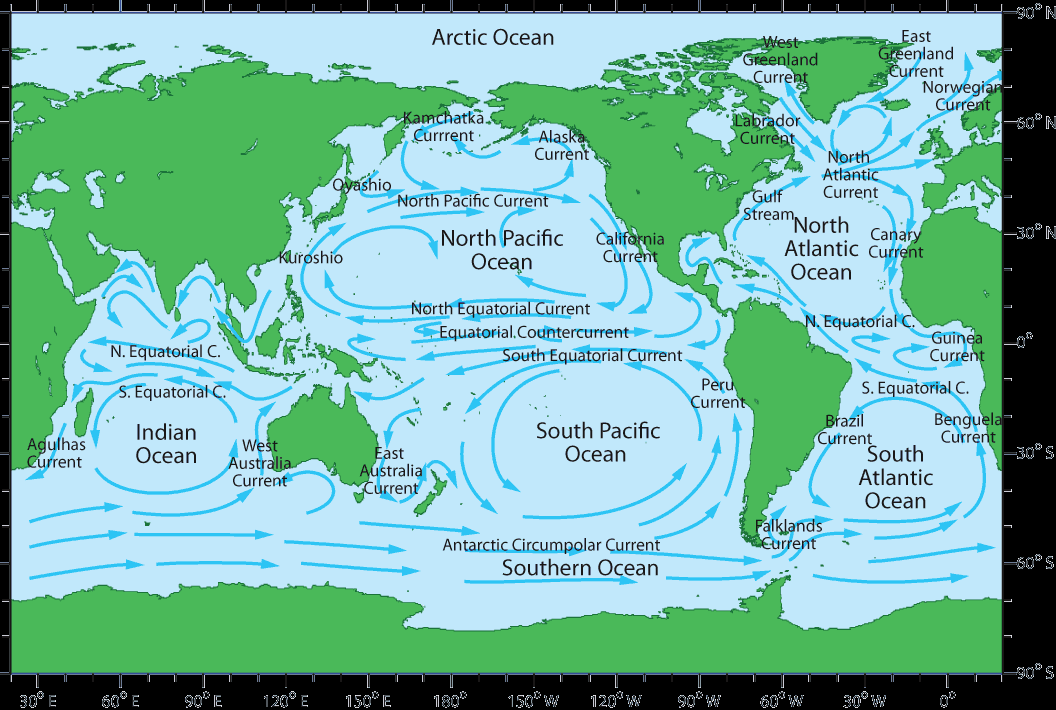 Arctic Ocean
West
Greenland
Current
East
Greenland
Current
Norwegian
Current
Labrador
Current
Kamchatka
Currrent
Alaska
Current
North
Atlantic
Current
Oyashio
North Pacific Current
Gulf
Stream
North
Atlantic
Ocean
Canary
Current
North Pacific
Ocean
California
Current
Kuroshio
North Equatorial Current
Equatorial.Countercurrent
South Equatorial Current
N. Equatorial C.
Guinea
Current
N. Equatorial C.
S. Equatorial C.
S. Equatorial C.
Peru
Current
Brazil
Current
Benguela
Current
Indian
Ocean
Agulhas
Current
West
Australia
Current
East
Australia
Current
South Pacific
Ocean
South
Atlantic
Ocean
Falklands
Current
Antarctic Circumpolar Current
Southern Ocean
90° N
60° N
30° N
0°
30° S
60° S
90° S
30° E
60° E
90° E
120° E
150° E
180°
150° W
120° W
90° W
60° W
30° W
0°